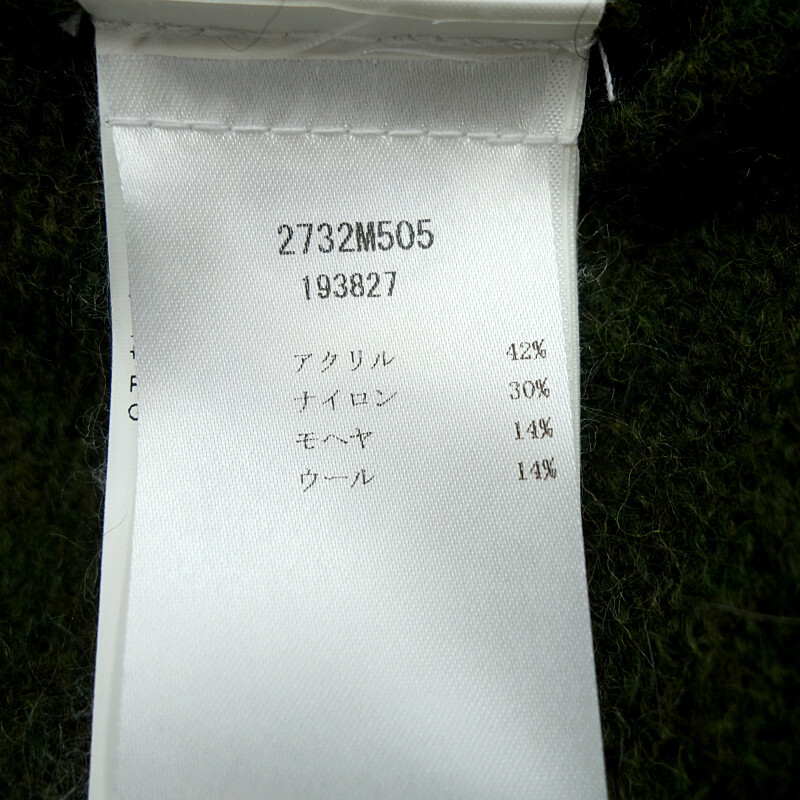 2732M505
193827
アクリル 42%
ナイロン 30%
モヘヤ 14%
ウール 14%